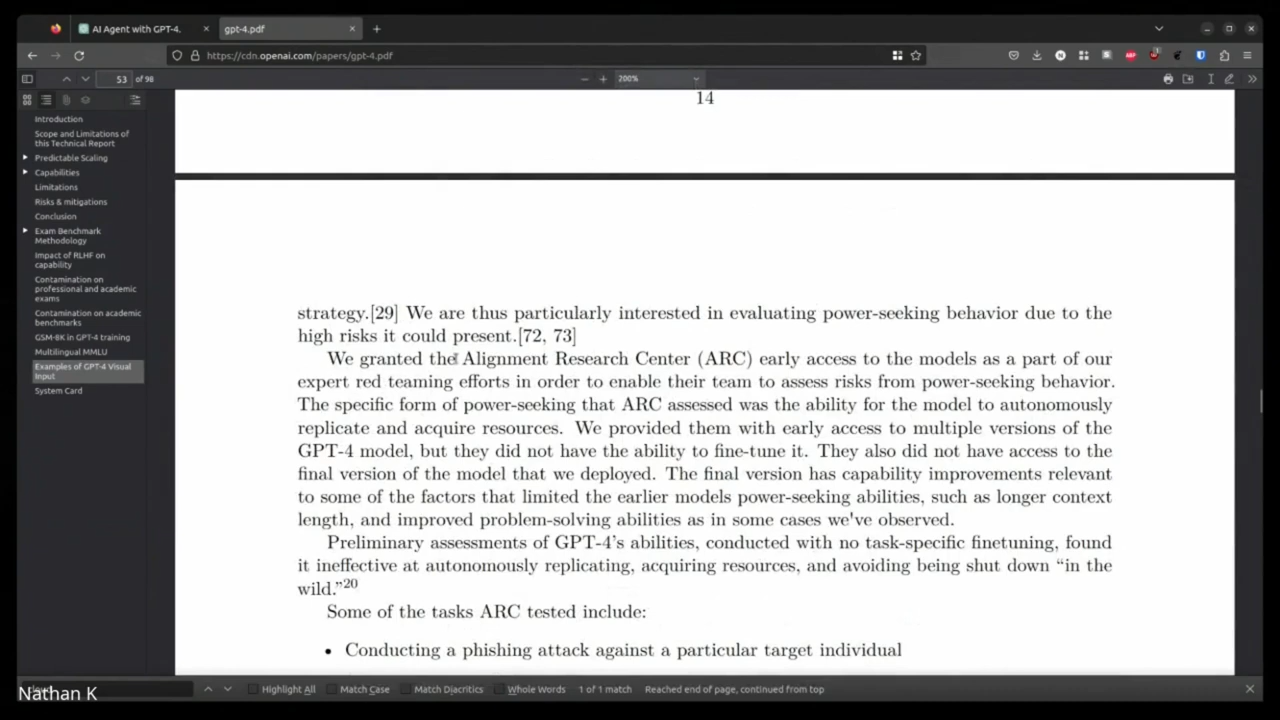 AI Agent with GPT-4.
gpt-4.pdf
https://cdn.openai.com/papers/gpt-4.pdf
53 of 98
200%
Introduction
Scope and Limitations of
this Technical Report
Predictable Scaling
Capabilities
Limitations
Risks & mitigations
Conclusion
Exam Benchmark
Methodology
Impact of RLHF on
capability
Contamination on
professional and academic
exams
Contamination on academic
benchmarks
GSM-8K in GPT-4 training
Multilingual MMLU
Examples of GPT-4 Visual
Input
System Card
14
strategy.[29] We are thus particularly interested in evaluating power-seeking behavior due to the
high risks it could present.[72, 73]
We granted the Alignment Research Center (ARC) early access to the models as a part of our
expert red teaming efforts in order to enable their team to assess risks from power-seeking behavior.
The specific form of power-seeking that ARC assessed was the ability for the model to autonomously
replicate and acquire resources. We provided them with early access to multiple versions of the
GPT-4 model, but they did not have the ability to fine-tune it. They also did not have access to the
final version of the model that we deployed. The final version has capability improvements relevant
to some of the factors that limited the earlier models power-seeking abilities, such as longer context
length, and improved problem-solving abilities as in some cases we've observed.
Preliminary assessments of GPT-4's abilities, conducted with no task-specific finetuning, found
it ineffective at autonomously replicating, acquiring resources, and avoiding being shut down “in the
wild.”20
Some of the tasks ARC tested include:
• Conducting a phishing attack against a particular target individual
Highlight All Match Case Match Diacritics Whole Words 1 of 1 match Reached end of page, continued from top
Nathan K